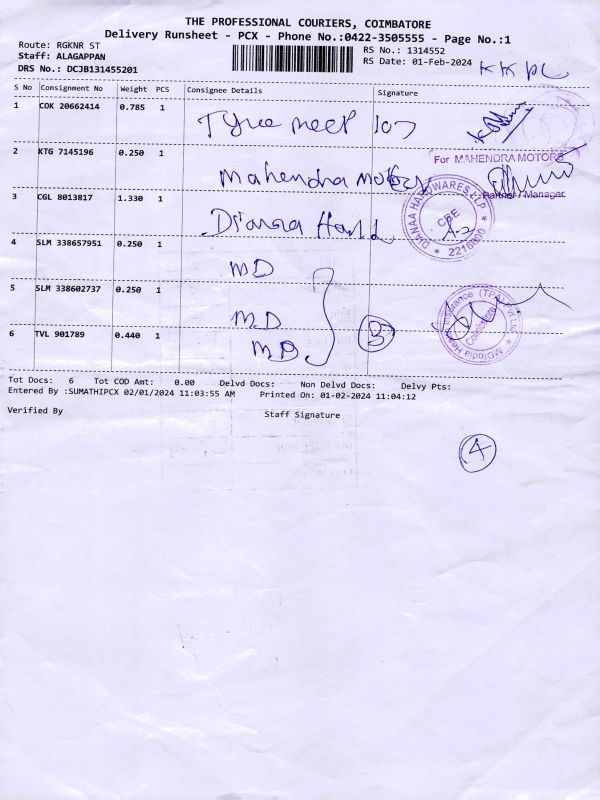 THE PROFESSIONAL COURIERS, COIMBATORE
Delivery Runsheet - PCX - Phone No.:0422-3505555 - Page No.:1
Route: RGKNR ST
RS No.: 1314552
Staff: ALAGAPPAN
RS Date: 01-Feb-2024
DRS No.: DCJB131455201
S No Consignment No Weight PCS Consignee Details Signature
1 COK 20662414 0.785 1
2 KTG 7145196 0.250 1 Mahendra motors
For MAHENDRA MOTORS
Partner / Manager
3 CGL 8013817 1.330 1
DIANAA HARDWARES LLP
CBE
2216000
4 SLM 338657951 0.250 1 MD
5 SLM 338602737 0.250 1 MD
6 TVL 901789 0.440 1 MD
3
Tot Docs: 6 Tot COD Amt: 0.00 Delvd Docs: Non Delvd Docs: Delvy Pts:
Entered By :SUMATHIPCX 02/01/2024 11:03:55 AM Printed On: 01-02-2024 11:04:12
Verified By Staff Signature
4